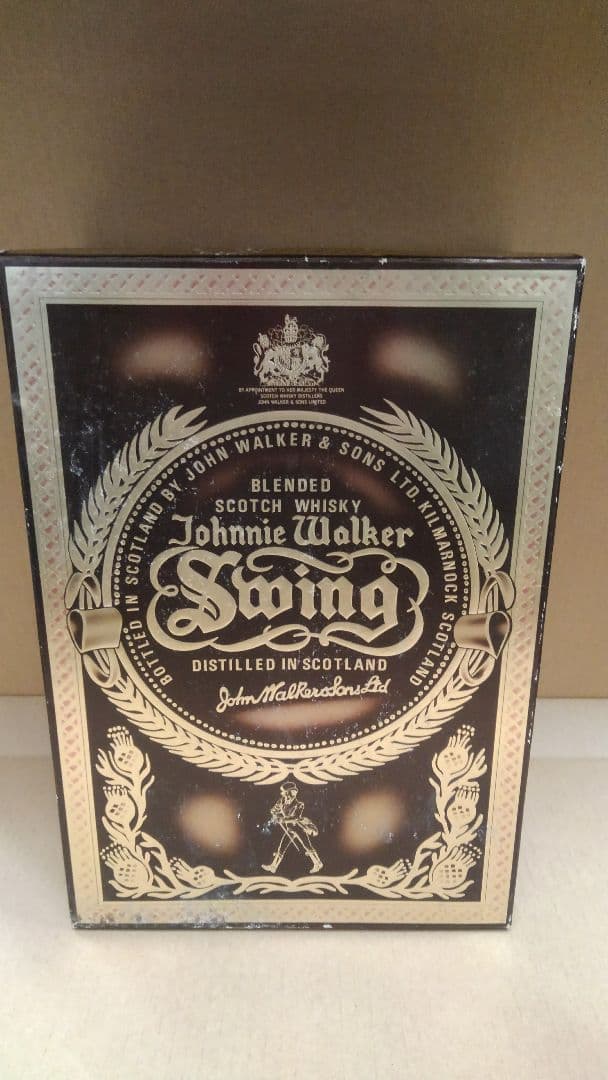 BY APPOINTMENT TO HER MAJESTY THE QUEEN
SCOTCH WHISKY DISTILLERS
JOHN WALKER & SONS LIMITED
BOTTLED IN SCOTLAND BY JOHN WALKER & SONS LTD. KILMARNOCK SCOTLAND
BLENDED
SCOTCH WHISKY
Johnnie Walker
Swing
DISTILLED IN SCOTLAND
John Walker & Sons Ltd